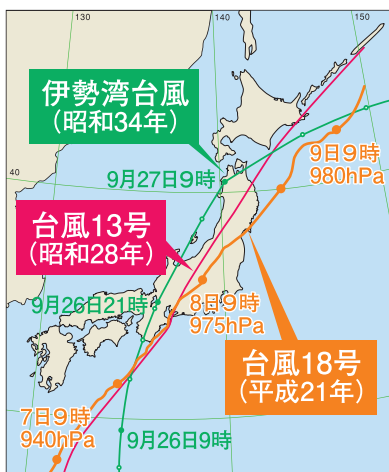 130
140
150
伊勢湾台風
(昭和34年)
40
9月27日9時
9日9時
980hPa
台風13号
(昭和28年)
9月26日21時
8日9時
975hPa
台風18号
(平成21年)
7日9時
940hPa
9月26日9時